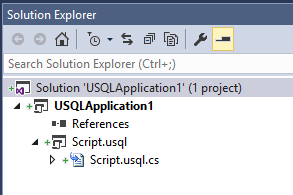 Solution Explorer
Search Solution Explorer (Ctrl+;)
Solution 'USQLApplication1' (1 project)
USQLApplication1
References
Script.usql
Script.usql.cs